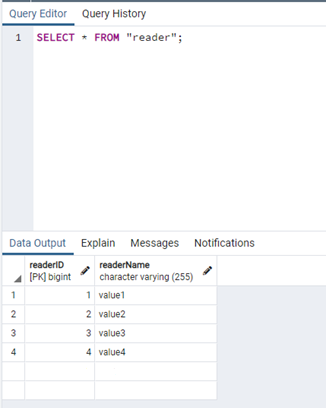 Query Editor Query History
1 SELECT * FROM "reader";
Data Output Explain Messages Notifications
readerID readerName
[PK] bigint character varying (255)
1 1 value1
2 2 value2
3 3 value3
4 4 value4